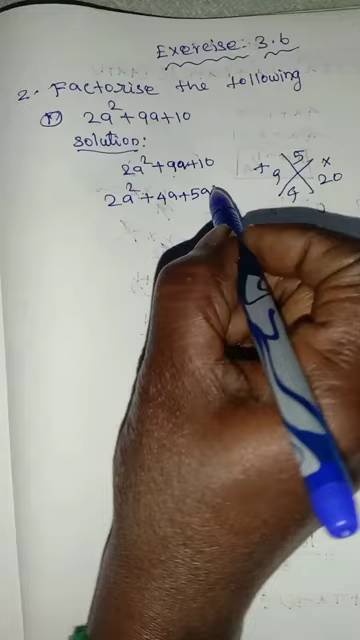 Exercise: 3.6
2. Factorise the following
iv) 2a²+9a+10
solution:
2a²+9a+10
2a²+4a+5a
+ 9 5 4 × 20